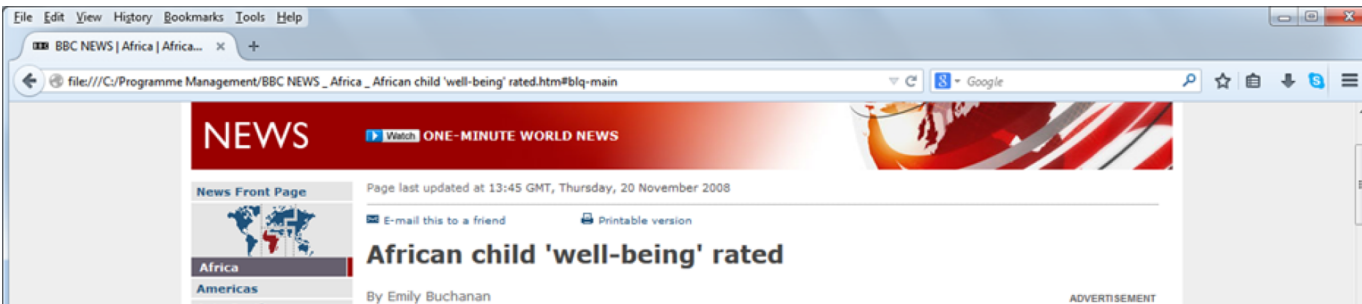 File Edit View History Bookmarks Tools Help
BBC NEWS | Africa | Africa... × +
file:///C:/Programme Management/BBC NEWS _ Africa _ African child 'well-being' rated.htm#blq-main
8 Google
NEWS
Watch ONE-MINUTE WORLD NEWS
News Front Page
Page last updated at 13:45 GMT, Thursday, 20 November 2008
E-mail this to a friend Printable version
African child 'well-being' rated
Africa
Americas
By Emily Buchanan
ADVERTISEMENT